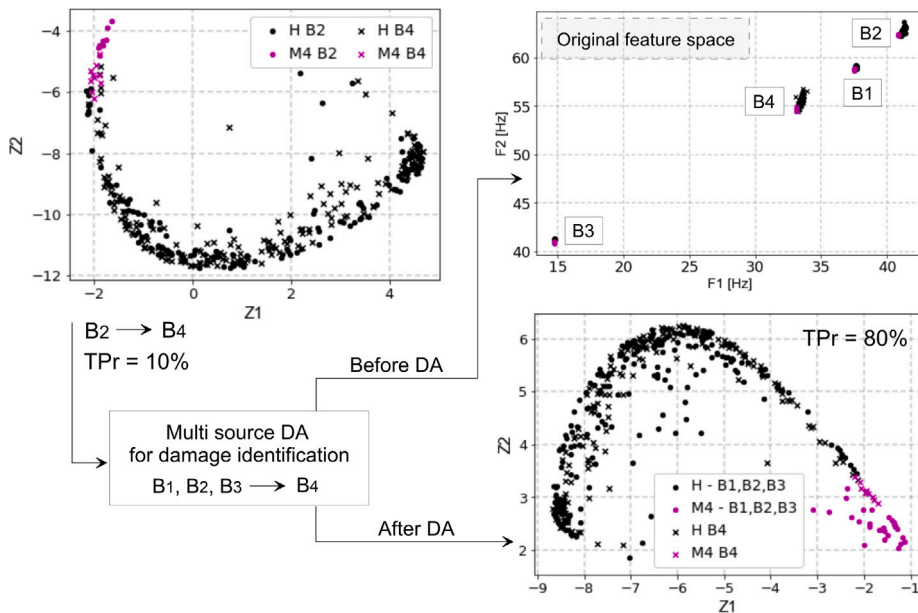 H B2
H B4
M4 B2
M4 B4
−4
−6
−8
−10
−12
Z2
−2
0
2
4
Z1
B2 → B4
TPr = 10%
Multi source DA
for damage identification
B1, B2, B3 → B4
Before DA
After DA
Original feature space
B2
B1
B4
B3
60
55
50
45
40
F2 [Hz]
15
20
25
30
35
40
F1 [Hz]
TPr = 80%
6
5
4
3
2
Z2
H - B1,B2,B3
M4 - B1,B2,B3
H B4
M4 B4
−9
−8
−7
−6
−5
−4
−3
−2
−1
Z1